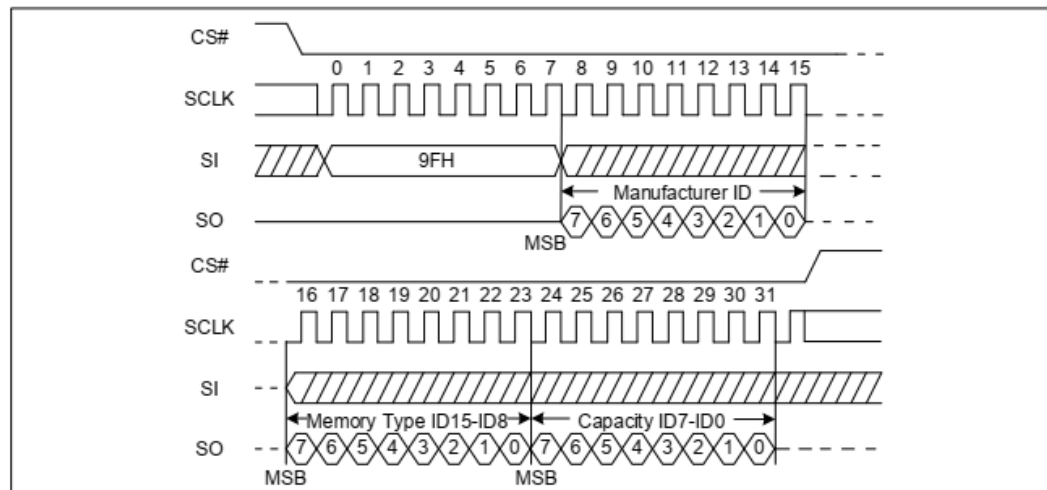 CS#
0 1 2 3 4 5 6 7 8 9 10 11 12 13 14 15
SCLK
SI 9FH
Manufacturer ID
SO 7 6 5 4 3 2 1 0
MSB
CS#
16 17 18 19 20 21 22 23 24 25 26 27 28 29 30 31
SCLK
SI
Memory Type ID15-ID8 Capacity ID7-ID0
SO 7 6 5 4 3 2 1 0 7 6 5 4 3 2 1 0
MSB MSB